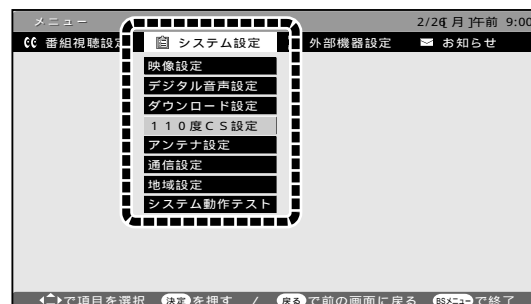 メニュー 2/26[月]午前 9:00
番組視聴設定 システム設定 外部機器設定 お知らせ
映像設定
デジタル音声設定
ダウンロード設定
110度CS設定
アンテナ設定
通信設定
地域設定
システム動作テスト
で項目を選択 決定を押す / 戻るで前の画面に戻る BSメニューで終了